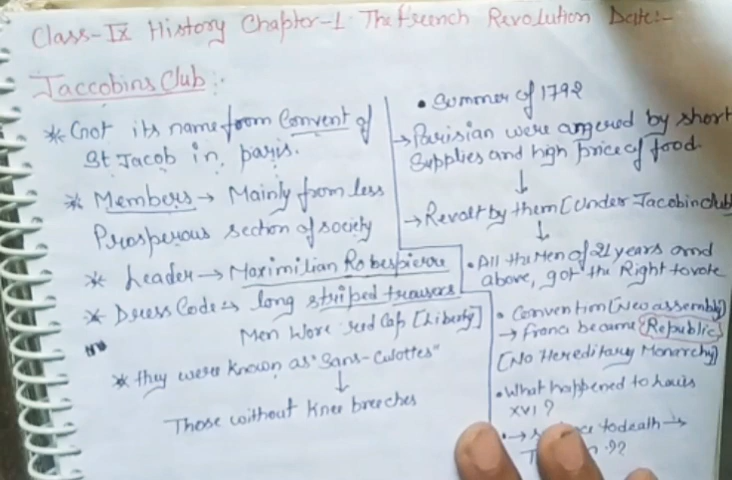 Class-IX History Chapter-1 The French Revolution Date:-
Jaccobins Club:-
* Got its name from Convent of
St Jacob in paris.
* Members → Mainly from less
Prosperous section of society
* Leader → Maximilian Robespierre
* Dress Code → long striped trousers
Men Wore red Cap [Liberty]
* they were known as "Sans-Culottes"
↓
Those without Knee breeches
• Summer of 1792
→ Parisian were angered by short
Supplies and high price of food
↓
→ Revolt by them [Under Jacobin club]
↓
• All the Men of 21 years and
above, got the Right to vote
• Convention [Neo assembly]
→ franc became Republic
[No Hereditary Monarchy]
• What happened to Louis
XVI ?
• → to death →